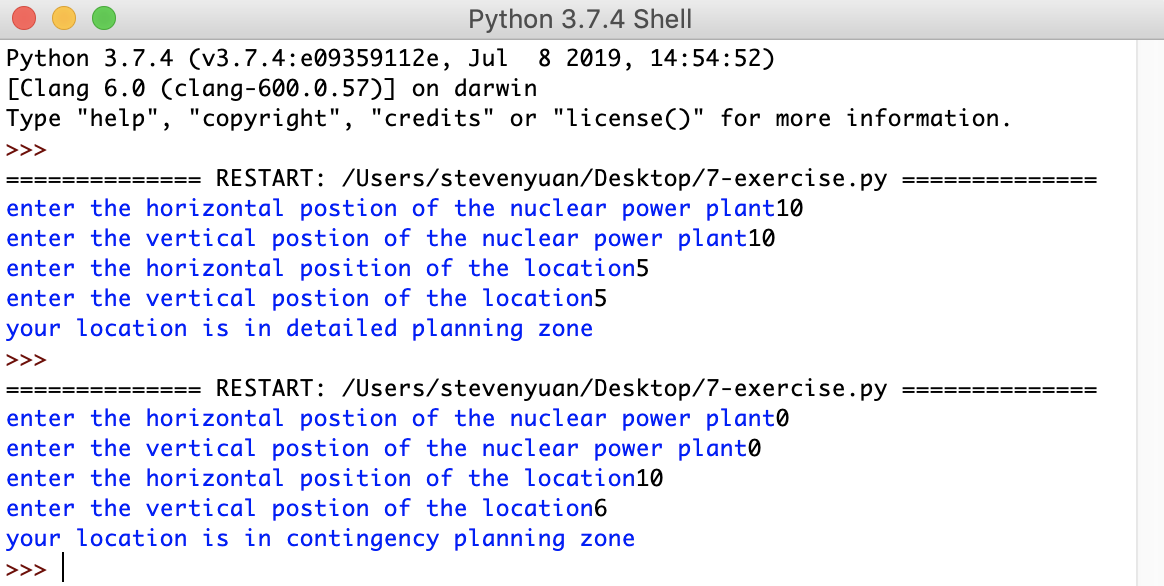 Python 3.7.4 Shell
Python 3.7.4 (v3.7.4:e09359112e, Jul  8 2019, 14:54:52)
[Clang 6.0 (clang-600.0.57)] on darwin
Type "help", "copyright", "credits" or "license()" for more information.
>>>
============== RESTART: /Users/stevenyuan/Desktop/7-exercise.py ==============
enter the horizontal postion of the nuclear power plant10
enter the vertical postion of the nuclear power plant10
enter the horizontal position of the location5
enter the vertical postion of the location5
your location is in detailed planning zone
>>>
============== RESTART: /Users/stevenyuan/Desktop/7-exercise.py ==============
enter the horizontal postion of the nuclear power plant0
enter the vertical postion of the nuclear power plant0
enter the horizontal position of the location10
enter the vertical postion of the location6
your location is in contingency planning zone
>>>